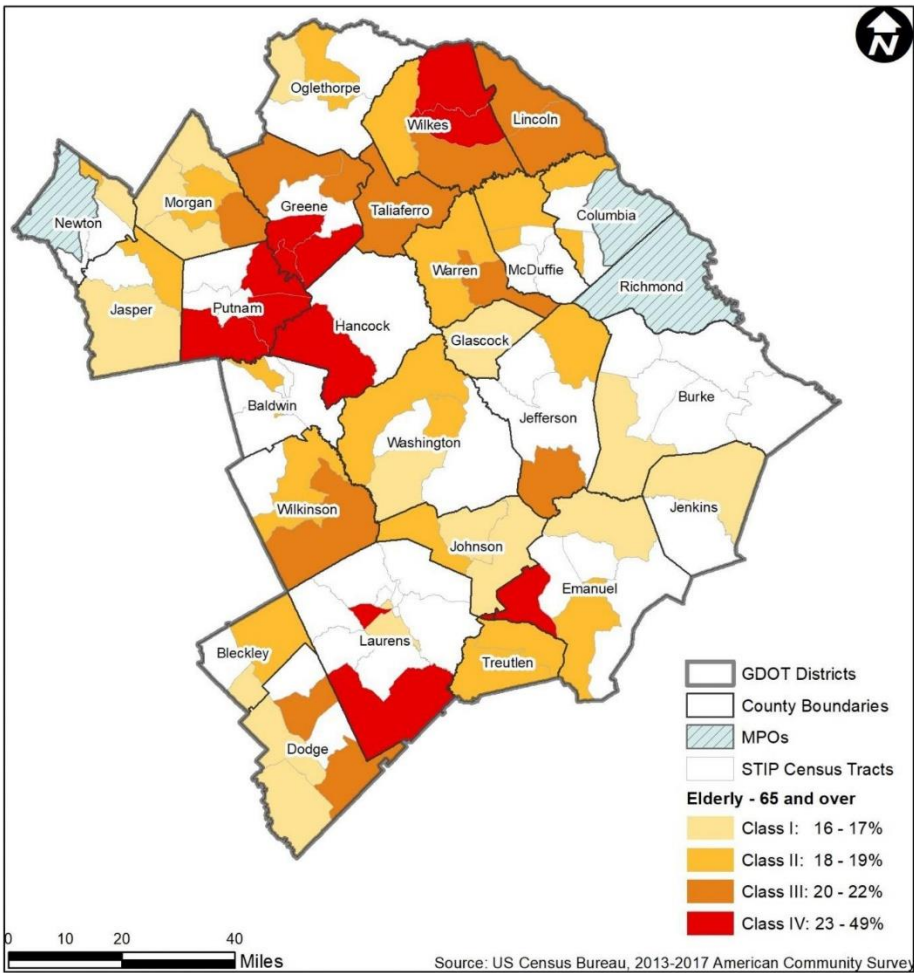 N
Oglethorpe
Wilkes
Lincoln
Morgan
Newton
Greene
Taliaferro
Columbia
Warren
McDuffie
Richmond
Jasper
Putnam
Hancock
Glascock
Baldwin
Burke
Jefferson
Washington
Wilkinson
Jenkins
Johnson
Emanuel
Laurens
Bleckley
Treutlen
Dodge
GDOT Districts
County Boundaries
MPOs
STIP Census Tracts
Elderly - 65 and over
Class I: 16 - 17%
Class II: 18 - 19%
Class III: 20 - 22%
Class IV: 23 - 49%
0 10 20 40
Miles
Source: US Census Bureau, 2013-2017 American Community Survey